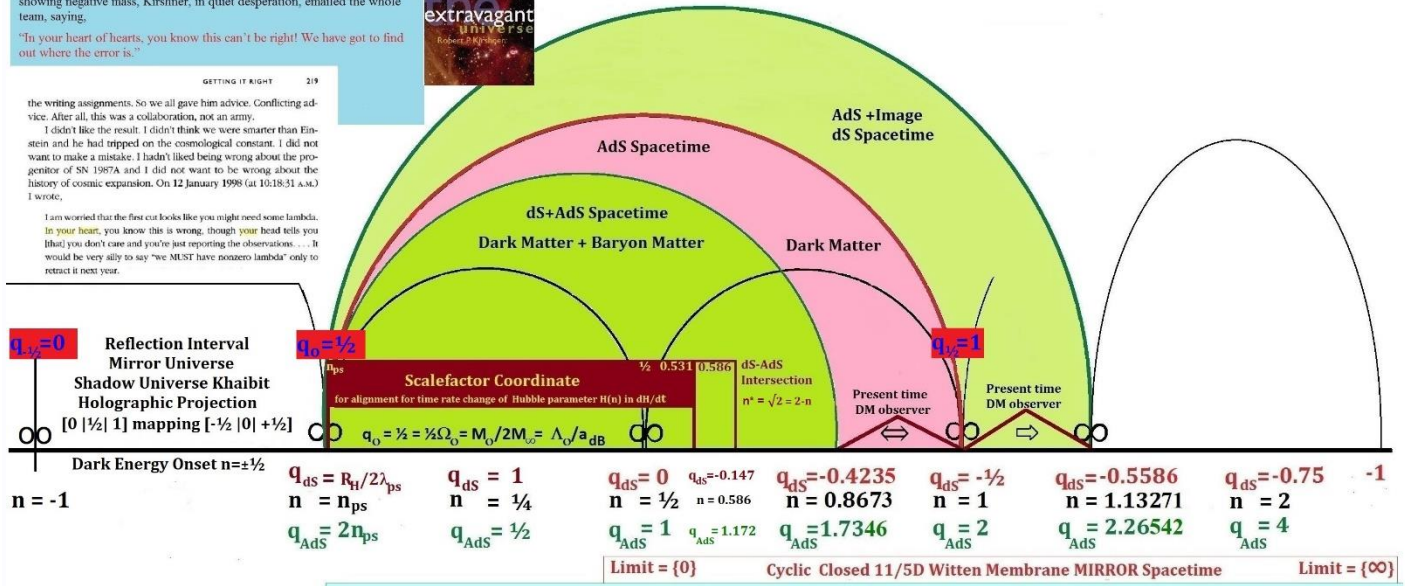 showing negative mass, Kirshner, in quiet desperation, emailed the whole
team, saying,
“In your heart of hearts, you know this can’t be right! We have got to find
out where the error is.”
extravagant
universe
Robert P. Kirshner
GETTING IT RIGHT 219
the writing assignments. So we all gave him advice. Conflicting ad-
vice. After all, this was a collaboration, not an army.
I didn't like the result. I didn't think we were smarter than Ein-
stein and he had tripped on the cosmological constant. I did not
want to make a mistake. I hadn't liked being wrong about the pro-
genitor of SN 1987A and I did not want to be wrong about the
history of cosmic expansion. On 12 January 1998 (at 10:18:31 A.M.)
I wrote,
I am worried that the first cut looks like you might need some lambda.
In your heart, you know this is wrong, though your head tells you
[that] you don't care and you're just reporting the observations. . . . It
would be very silly to say "we MUST have nonzero lambda" only to
retract it next year.
AdS +Image
dS Spacetime
AdS Spacetime
dS+AdS Spacetime
Dark Matter + Baryon Matter
Dark Matter
q-½=0
Reflection Interval
Mirror Universe
Shadow Universe Khaibit
Holographic Projection
[0 |½| 1] mapping [-½ |0| +½]
Dark Energy Onset n=±½
qo=½
q½=1
nps
½ 0.531 0.586
Scalefactor Coordinate
for alignment for time rate change of Hubble parameter H(n) in dH/dt
dS-AdS
Intersection
n* = √2 = 2-n
Present time
DM observer
⇔
Present time
DM observer
⇨
∞ ∞ ∞ ∞ ∞
qo = ½ = ½Ωo = Mo/2M∞ = Λo/adB
qdS = RH/2λps qdS = 1 qdS= 0 qdS=-0.147 qdS=-0.4235 qdS= -½ qdS=-0.5586 qdS=-0.75 -1
n = -1 n = nps n = ¼ n = ½ n = 0.586 n = 0.8673 n = 1 n = 1.13271 n = 2
qAdS = 2nps qAdS = ½ qAdS = 1 qAdS = 1.172 qAdS =1.7346 qAdS = 2 qAdS = 2.26542 qAdS = 4
Limit = {0} Cyclic Closed 11/5D Witten Membrane MIRROR Spacetime Limit = {∞}